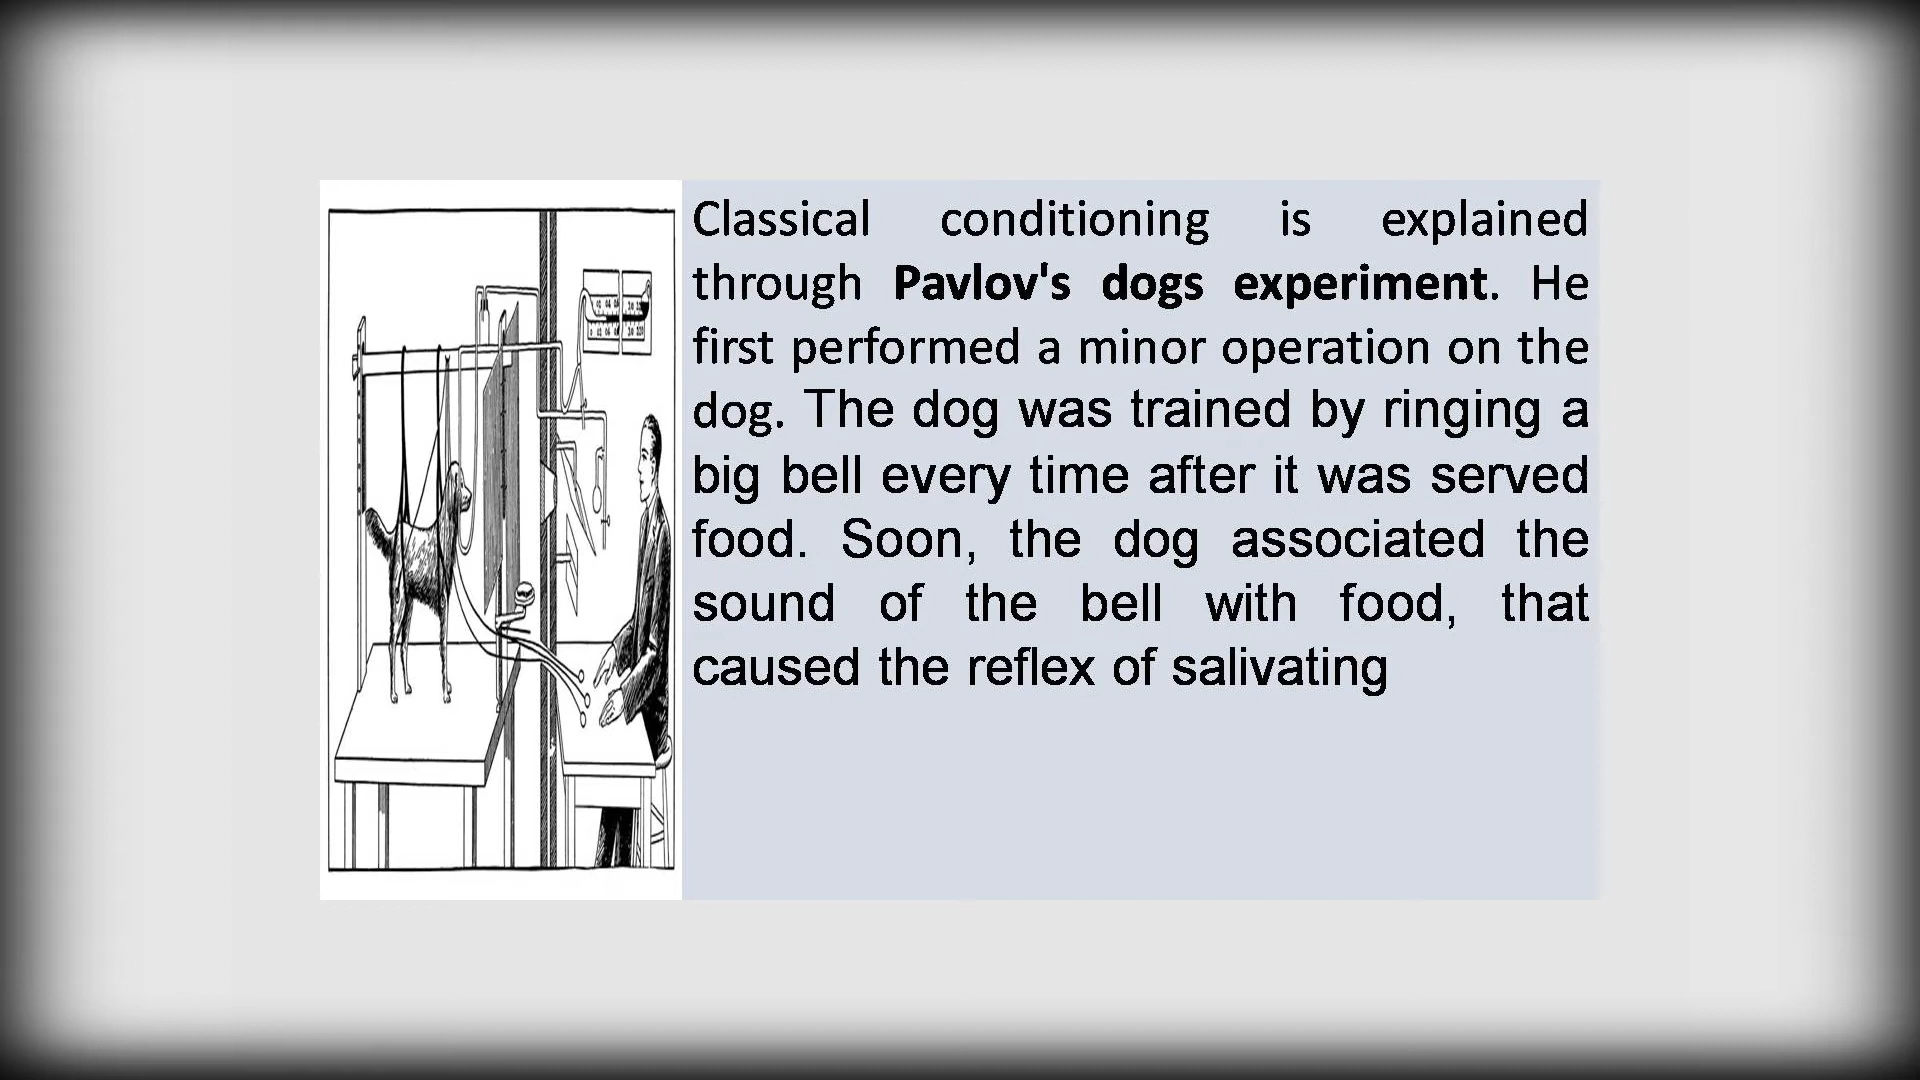 Classical conditioning is explained
through Pavlov's dogs experiment. He
first performed a minor operation on the
dog. The dog was trained by ringing a
big bell every time after it was served
food. Soon, the dog associated the
sound of the bell with food, that
caused the reflex of salivating